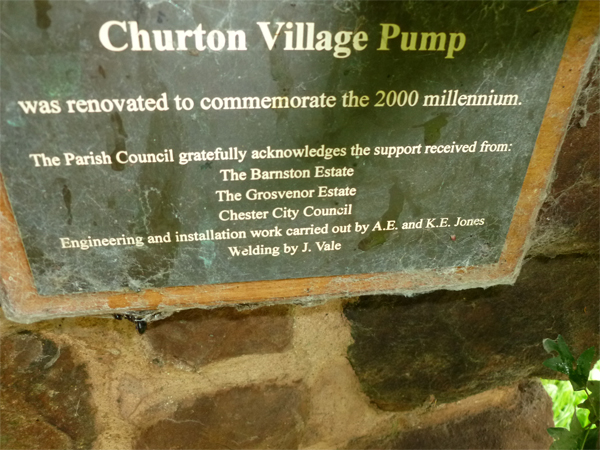 Churton Village Pump
was renovated to commemorate the 2000 millennium.
The Parish Council gratefully acknowledges the support received from:
The Barnston Estate
The Grosvenor Estate
Chester City Council
Engineering and installation work carried out by A.E. and K.E. Jones
Welding by J. Vale